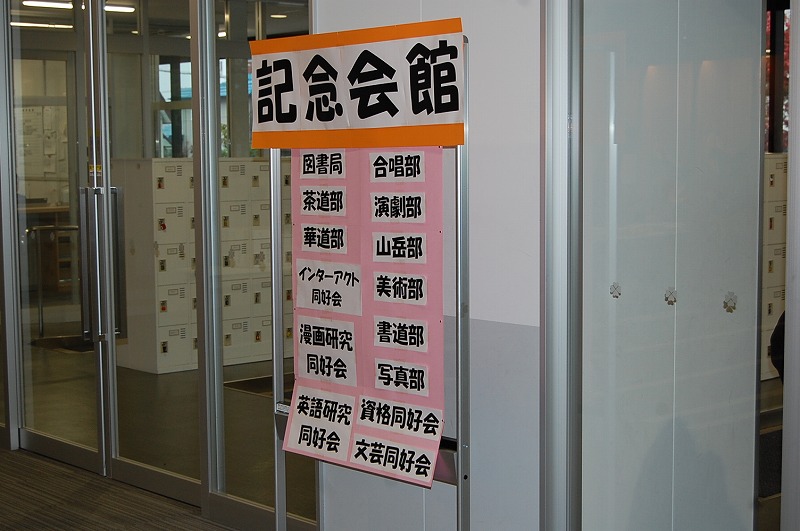 記念会館
図書局
茶道部
華道部
インターアクト
同好会
漫画研究
同好会
英語研究
同好会
合唱部
演劇部
山岳部
美術部
書道部
写真部
資格同好会
文芸同好会